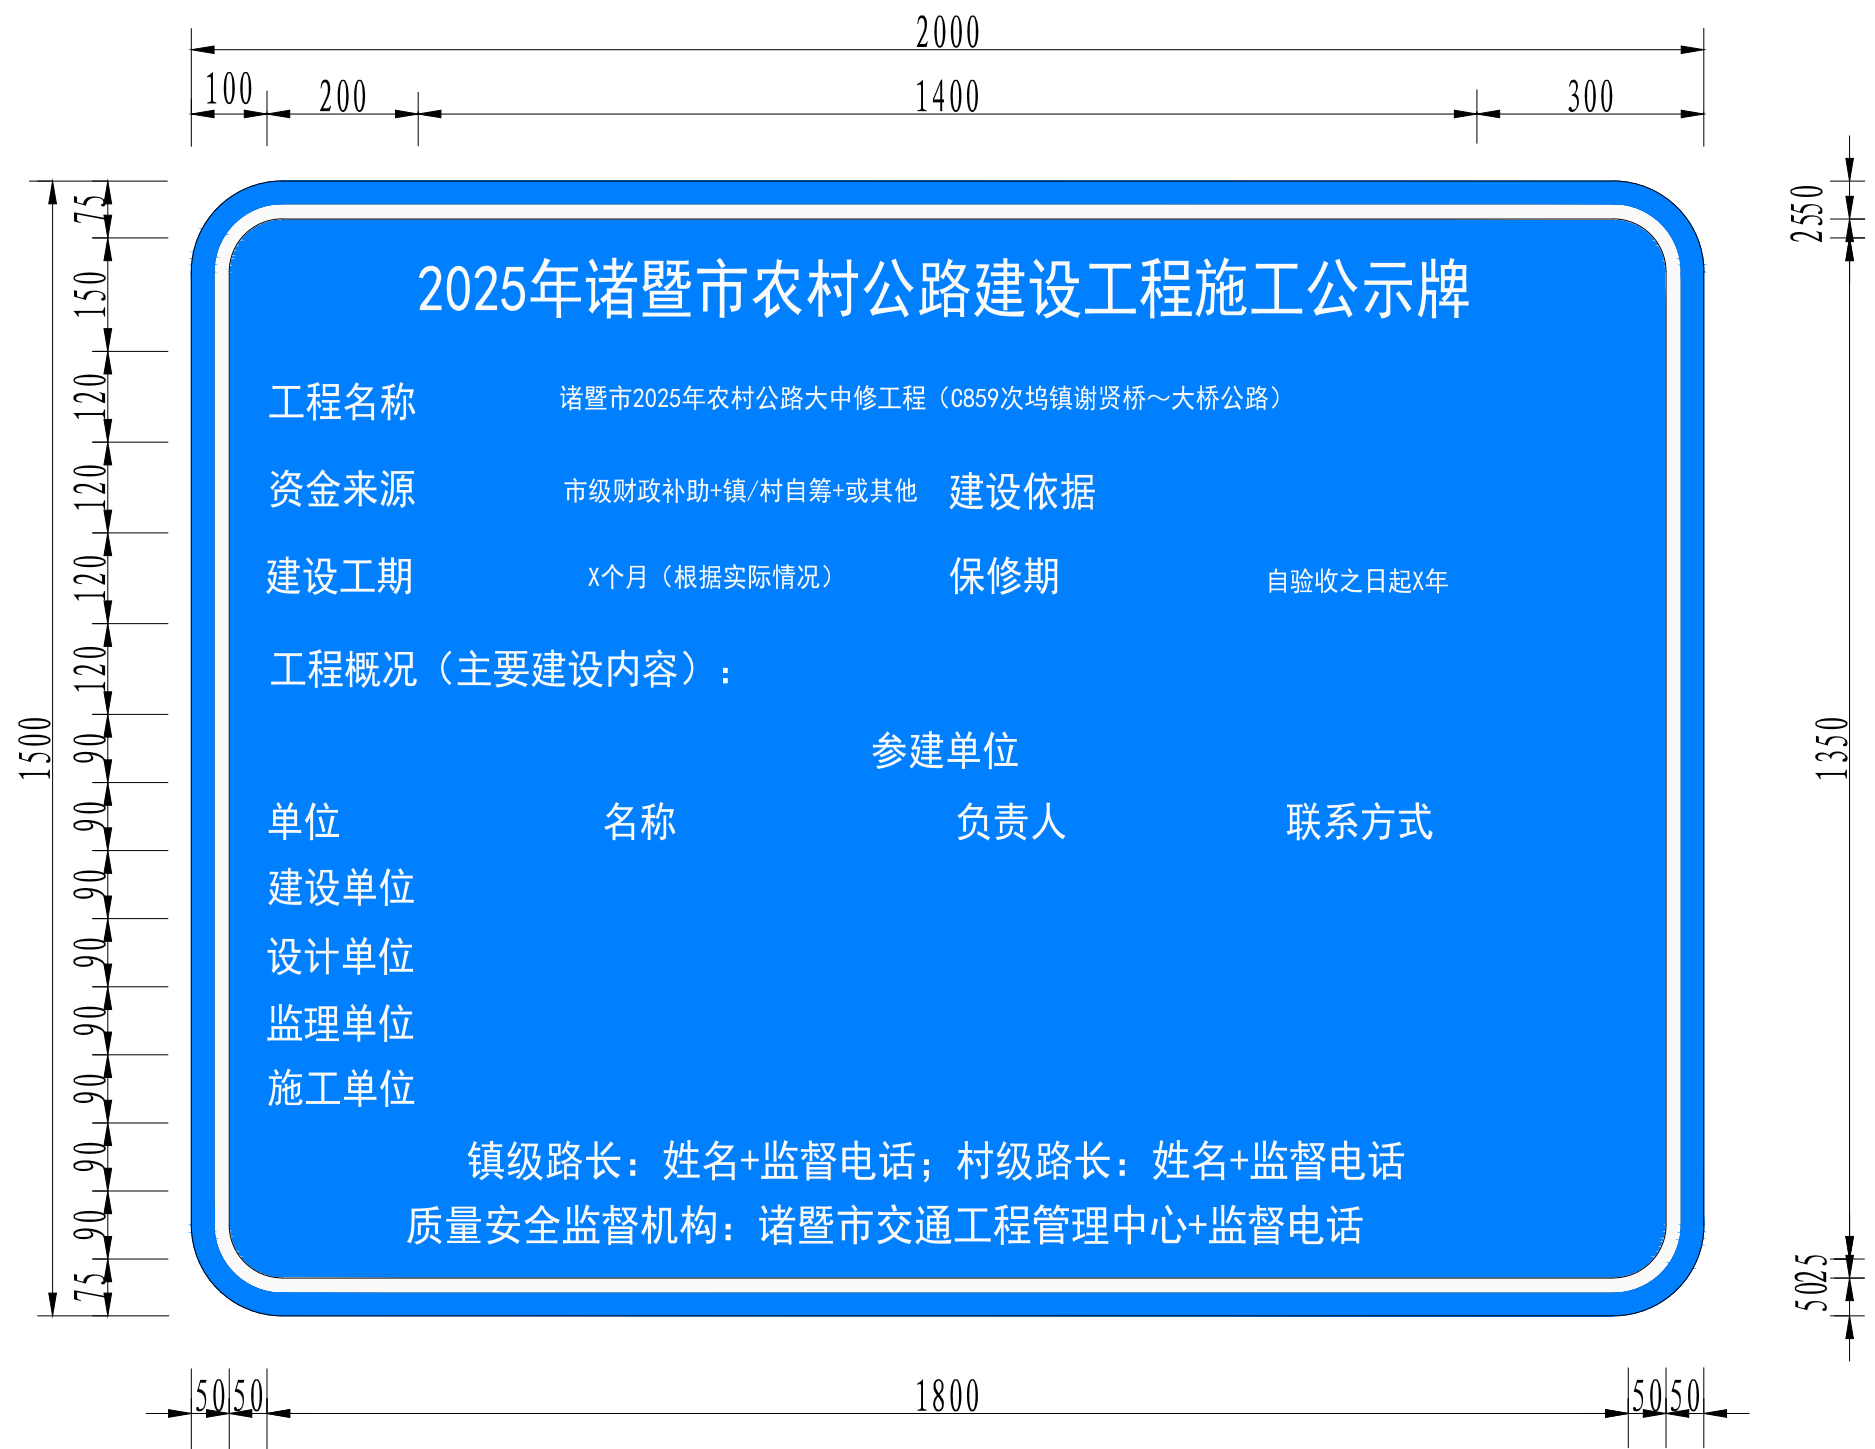 2000
100 200 1400 300
2025年诸暨市农村公路建设工程施工公示牌
工程名称 诸暨市2025年农村公路大中修工程（C859次坞镇谢贤桥～大桥公路）
资金来源 市级财政补助+镇/村自筹+或其他 建设依据
建设工期 X个月（根据实际情况） 保修期 自验收之日起X年
工程概况（主要建设内容）:
参建单位
单位 名称 负责人 联系方式
建设单位
设计单位
监理单位
施工单位
镇级路长: 姓名+监督电话; 村级路长: 姓名+监督电话
质量安全监督机构: 诸暨市交通工程管理中心+监督电话
1500
75
150
120
120
120
120
90
90
90
90
90
90
90
90
75
50
25
1350
25
50
50 50 1800 50 50